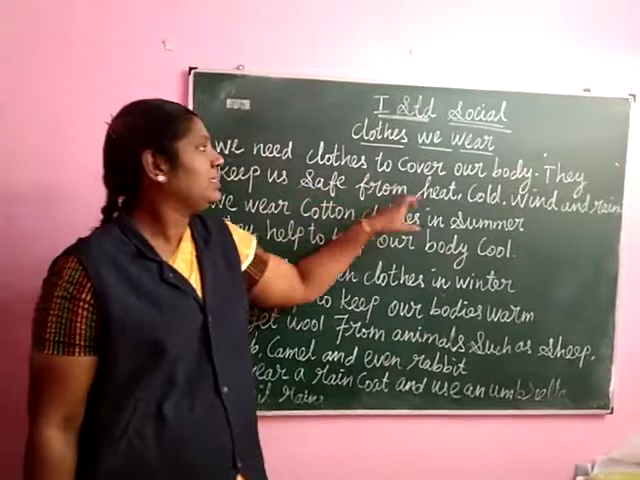 I Std Social
Clothes we wear
we need clothes to cover our body. They
keep us safe from heat, Cold, wind and rain
we wear Cotton in Summer
help to our body Cool.
clothes in winter
to keep our bodies warm
get wool from animals Such as Sheep,
Camel and even rabbit
wear a rain Coat and use an umbrella
it rains